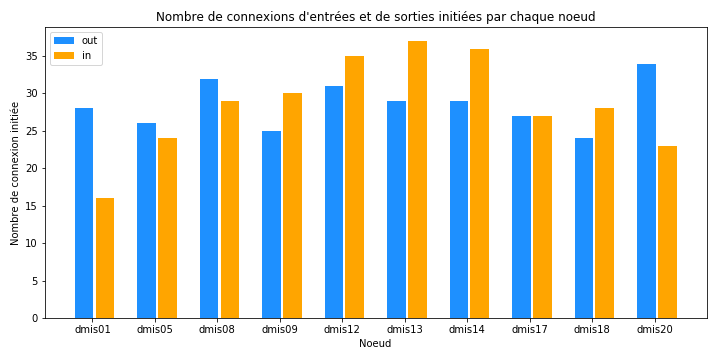 Nombre de connexions d'entrées et de sorties initiées par chaque noeud
out
in
Nombre de connexion initiée
35
30
25
20
15
10
5
0
dmis01 dmis05 dmis08 dmis09 dmis12 dmis13 dmis14 dmis17 dmis18 dmis20
Noeud